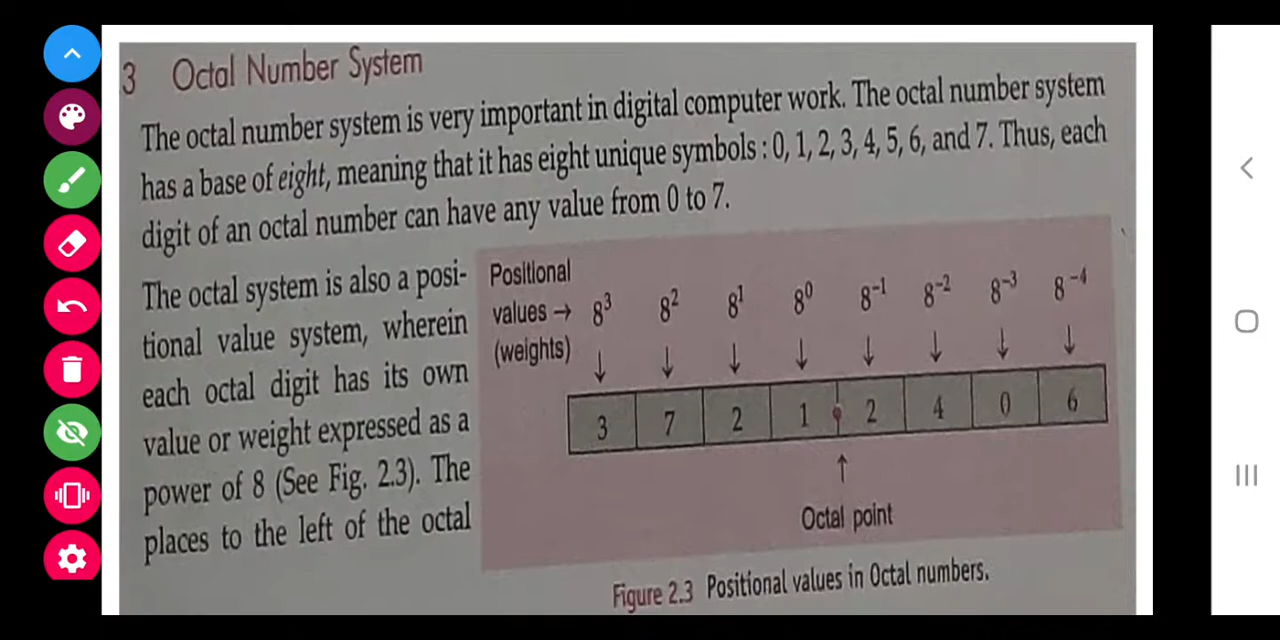 3 Octal Number System
The octal number system is very important in digital computer work. The octal number system
has a base of eight, meaning that it has eight unique symbols : 0, 1, 2, 3, 4, 5, 6, and 7. Thus, each
digit of an octal number can have any value from 0 to 7.
The octal system is also a posi-
tional value system, wherein
each octal digit has its own
value or weight expressed as a
power of 8 (See Fig. 2.3). The
places to the left of the octal
Positional
values → 8³ 8² 8¹ 8⁰ 8⁻¹ 8⁻² 8⁻³ 8⁻⁴
(weights) ↓ ↓ ↓ ↓ ↓ ↓ ↓ ↓
3 7 2 1 . 2 4 0 6
↑
Octal point
Figure 2.3 Positional values in Octal numbers.